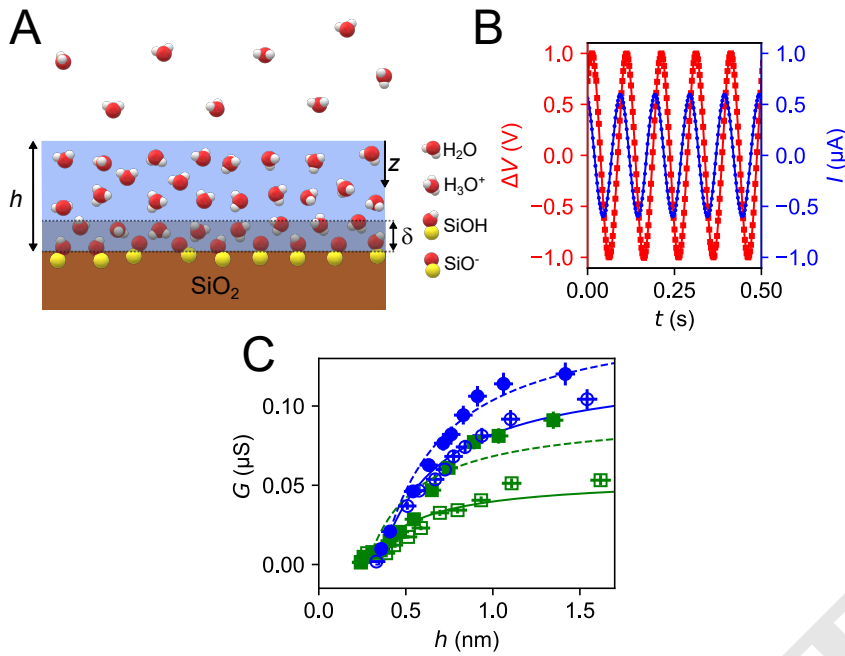 A
h
z
δ
SiO₂
H₂O
H₃O⁺
SiOH
SiO⁻
B
ΔV (V)
1.0
0.5
0.0
−0.5
−1.0
1.0
0.5
0.0
−0.5
−1.0
I (µA)
0.00 0.25 0.50
t (s)
C
G (µS)
0.10
0.05
0.00
0.0 0.5 1.0 1.5
h (nm)